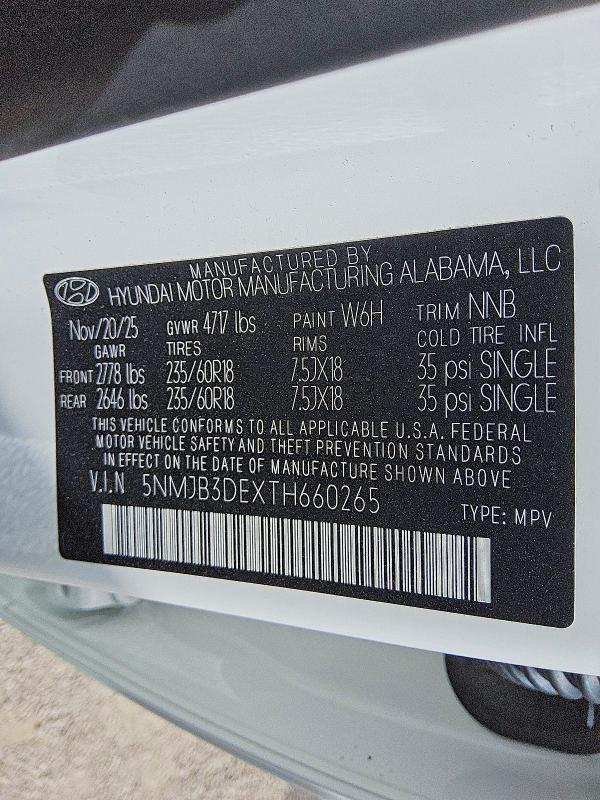 MANUFACTURED BY
HYUNDAI MOTOR MANUFACTURING ALABAMA, LLC
Nov/20/25 GVWR 4717 lbs PAINT W6H TRIM NNB
GAWR TIRES RIMS COLD TIRE INFL
FRONT 2778 lbs 235/60R18 7.5JX18 35 psi SINGLE
REAR 2646 lbs 235/60R18 7.5JX18 35 psi SINGLE
THIS VEHICLE CONFORMS TO ALL APPLICABLE U.S.A. FEDERAL
MOTOR VEHICLE SAFETY AND THEFT PREVENTION STANDARDS
IN EFFECT ON THE DATE OF MANUFACTURE SHOWN ABOVE
V.I.N 5NMJB3DEXTH660265 TYPE: MPV